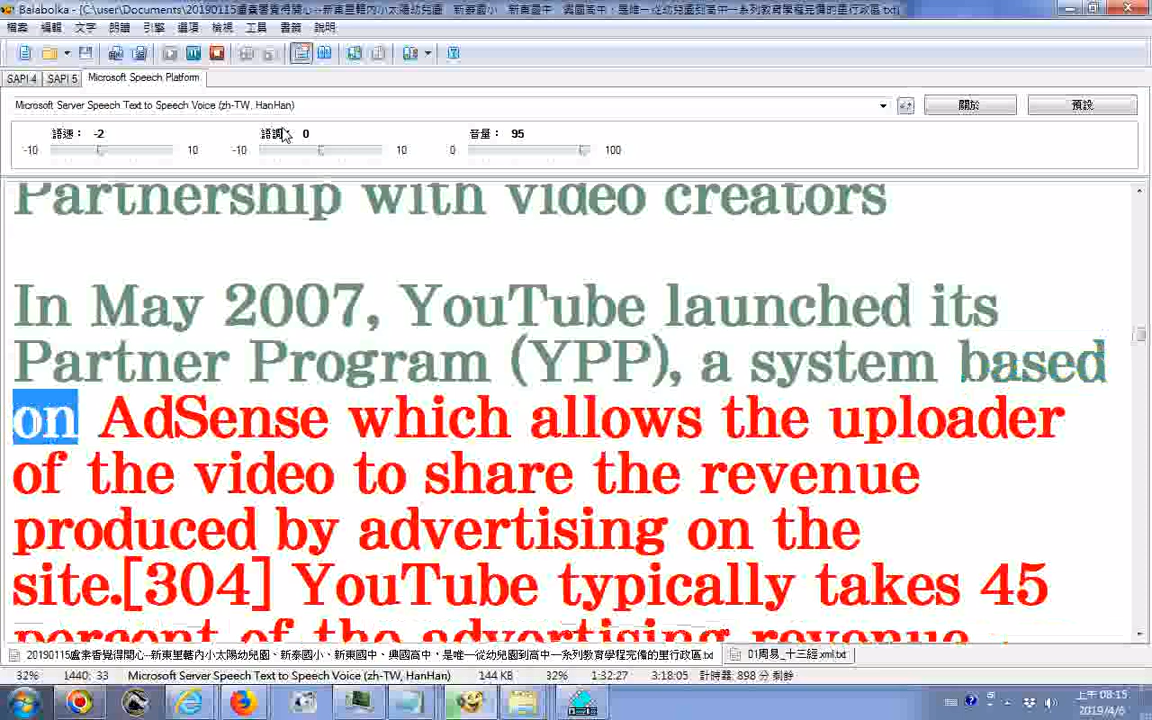 Balabolka - [C:\user\Documents\20190115盧素香覺得開心--新東里轄內小太陽幼兒園、新泰國小、新東國中、興國高中，是唯一從幼兒園到高中一系列教育學程完備的里行政區.txt]
檔案 編輯 文字 朗讀 引擎 選項 檢視 工具 書籤 說明
SAPI 4 SAPI 5 Microsoft Speech Platform
Microsoft Server Speech Text to Speech Voice (zh-TW, HanHan) 關於 預設
語速： -2 語調： 0 音量： 95
-10 10 -10 10 0 100
Partnership with video creators
In May 2007, YouTube launched its
Partner Program (YPP), a system based
on AdSense which allows the uploader
of the video to share the revenue
produced by advertising on the
site.[304] YouTube typically takes 45
percent of the advertising revenue
20190115盧素香覺得開心--新東里轄內小太陽幼兒園、新泰國小、新東國中、興國高中，是唯一從幼兒園到高中一系列教育學程完備的里行政區.txt 01周易_十三經.xml.txt
32% 1440: 33 Microsoft Server Speech Text to Speech Voice (zh-TW, HanHan) 144 KB 32% 1:32:27 3:18:05 計時器: 898 分 剩餘
上午 08:15
2019/4/6